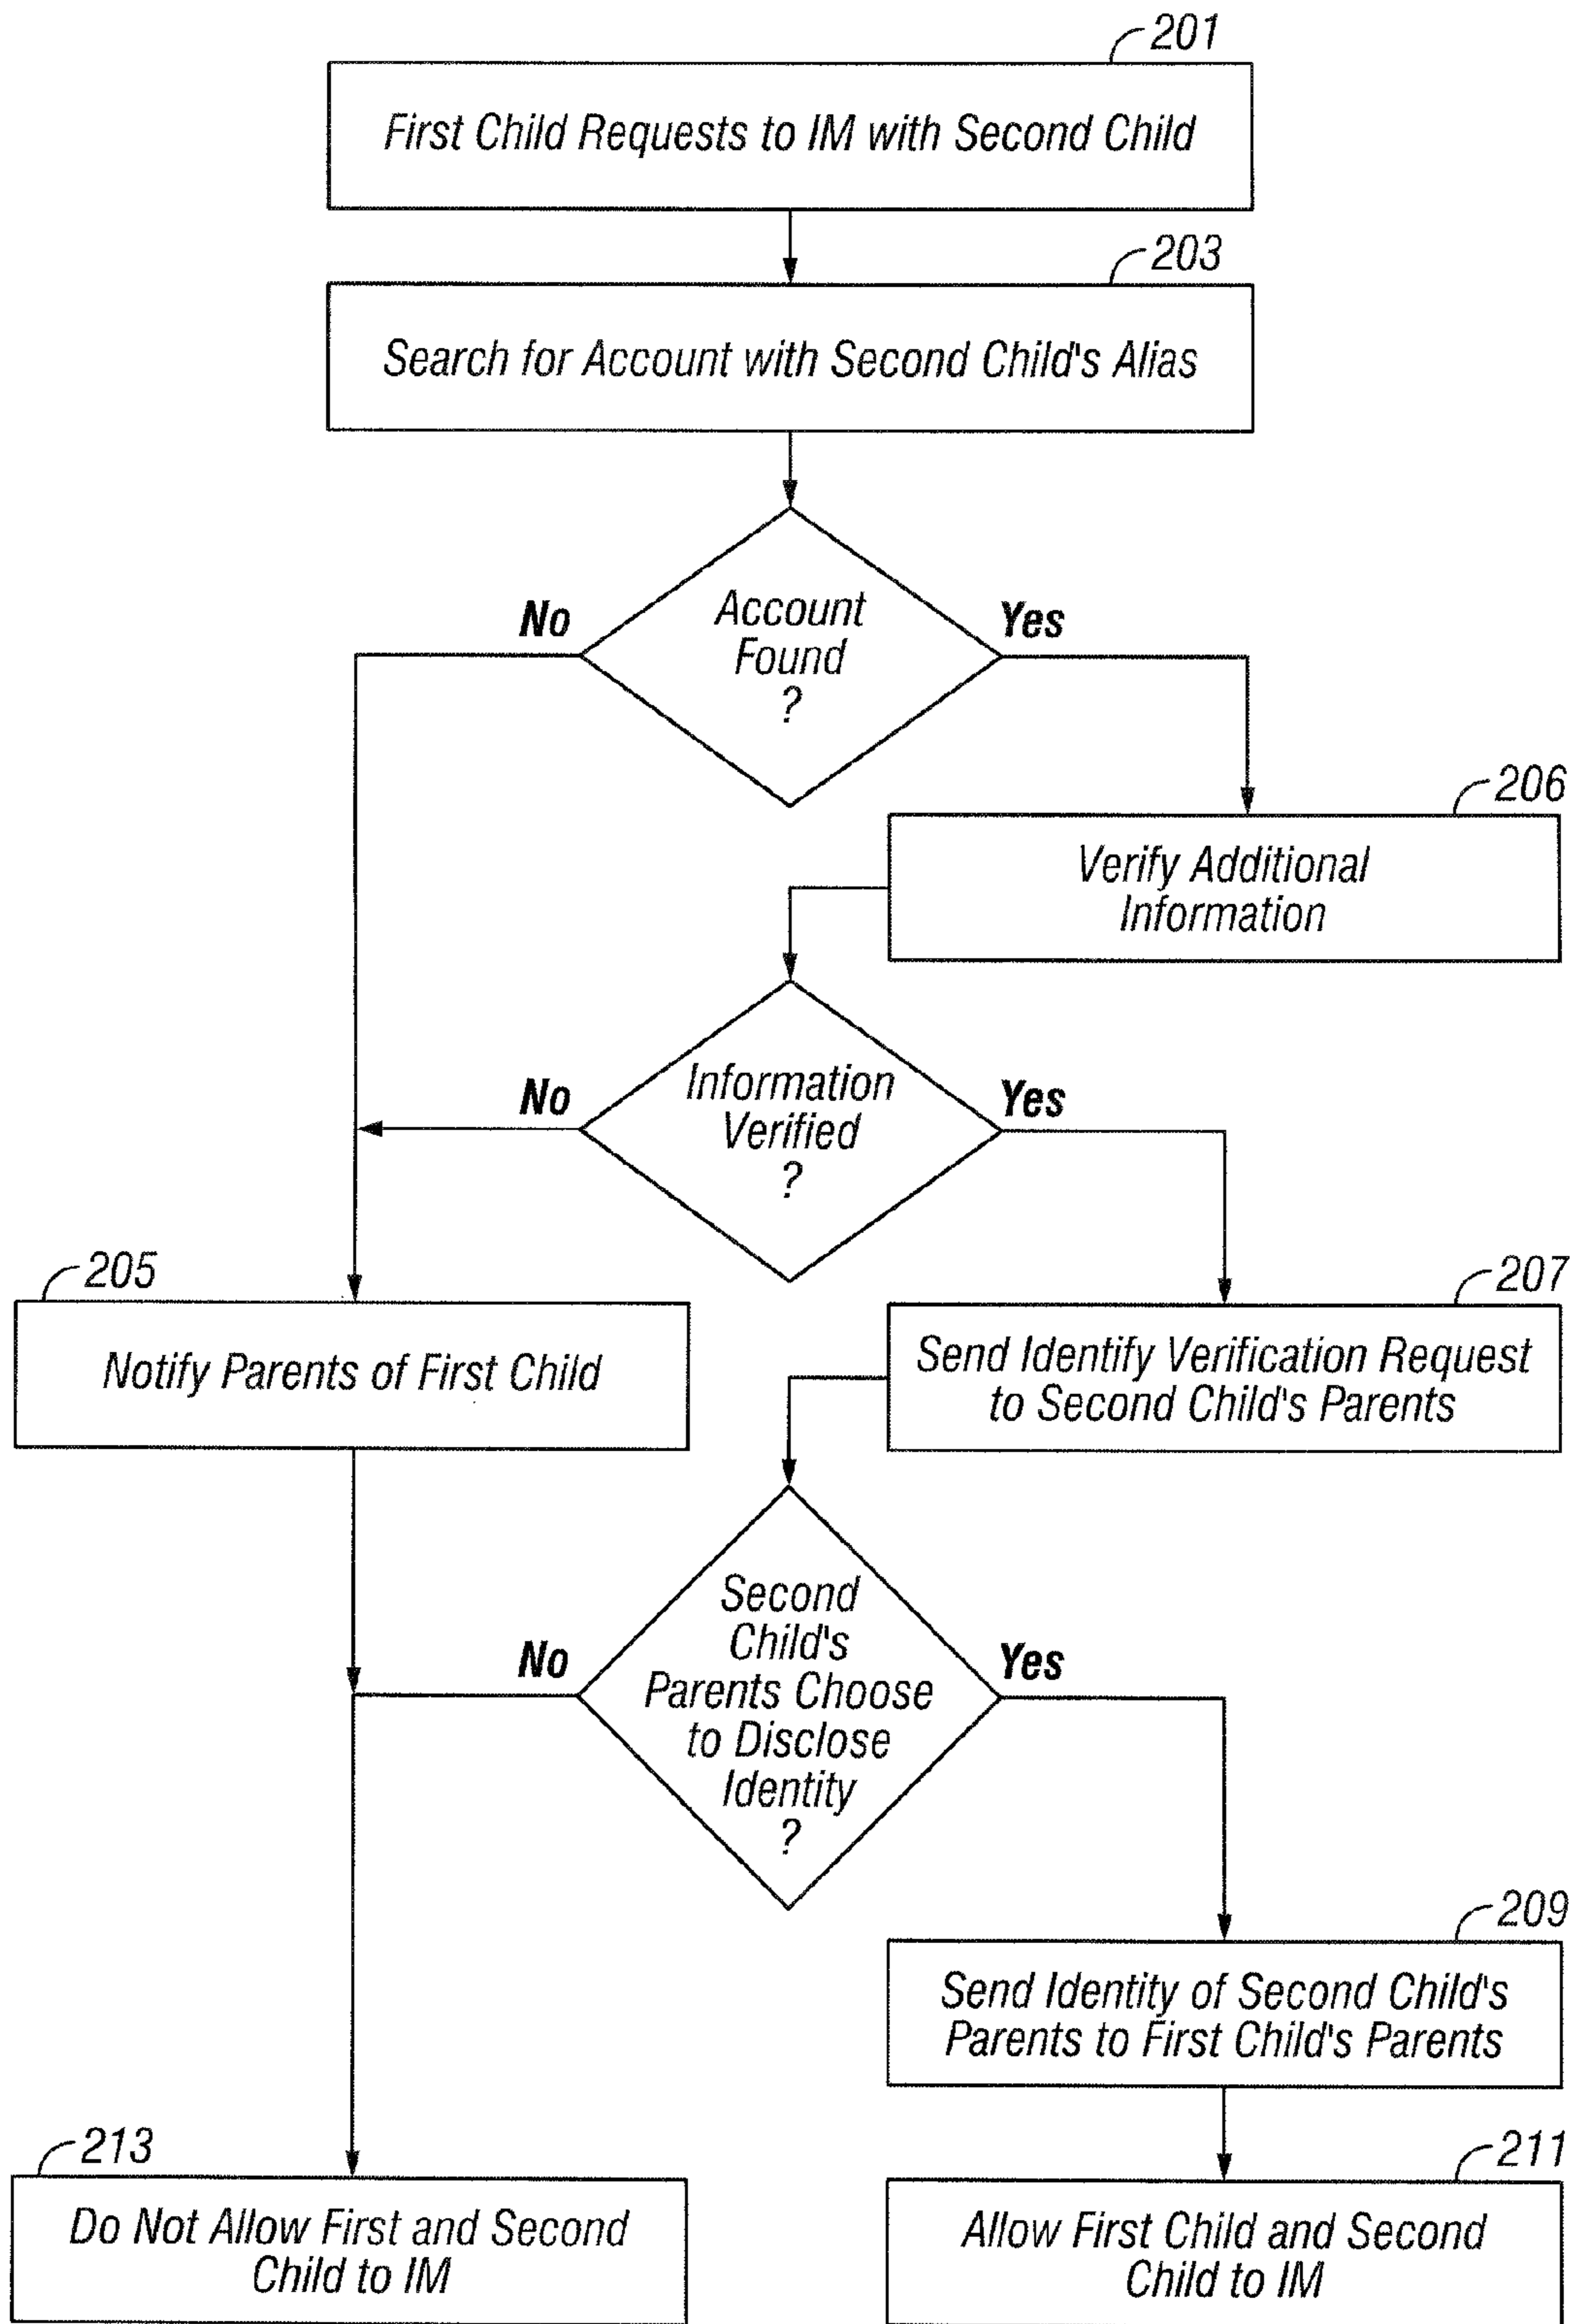 201
First Child Requests to IM with Second Child
203
Search for Account with Second Child's Alias
No
Account
Found
?
Yes
206
Verify Additional
Information
No
Information
Verified
?
Yes
205
Notify Parents of First Child
207
Send Identify Verification Request
to Second Child's Parents
No
Second
Child's
Parents Choose
to Disclose
Identity
?
Yes
209
Send Identity of Second Child's
Parents to First Child's Parents
213
Do Not Allow First and Second
Child to IM
211
Allow First Child and Second
Child to IM